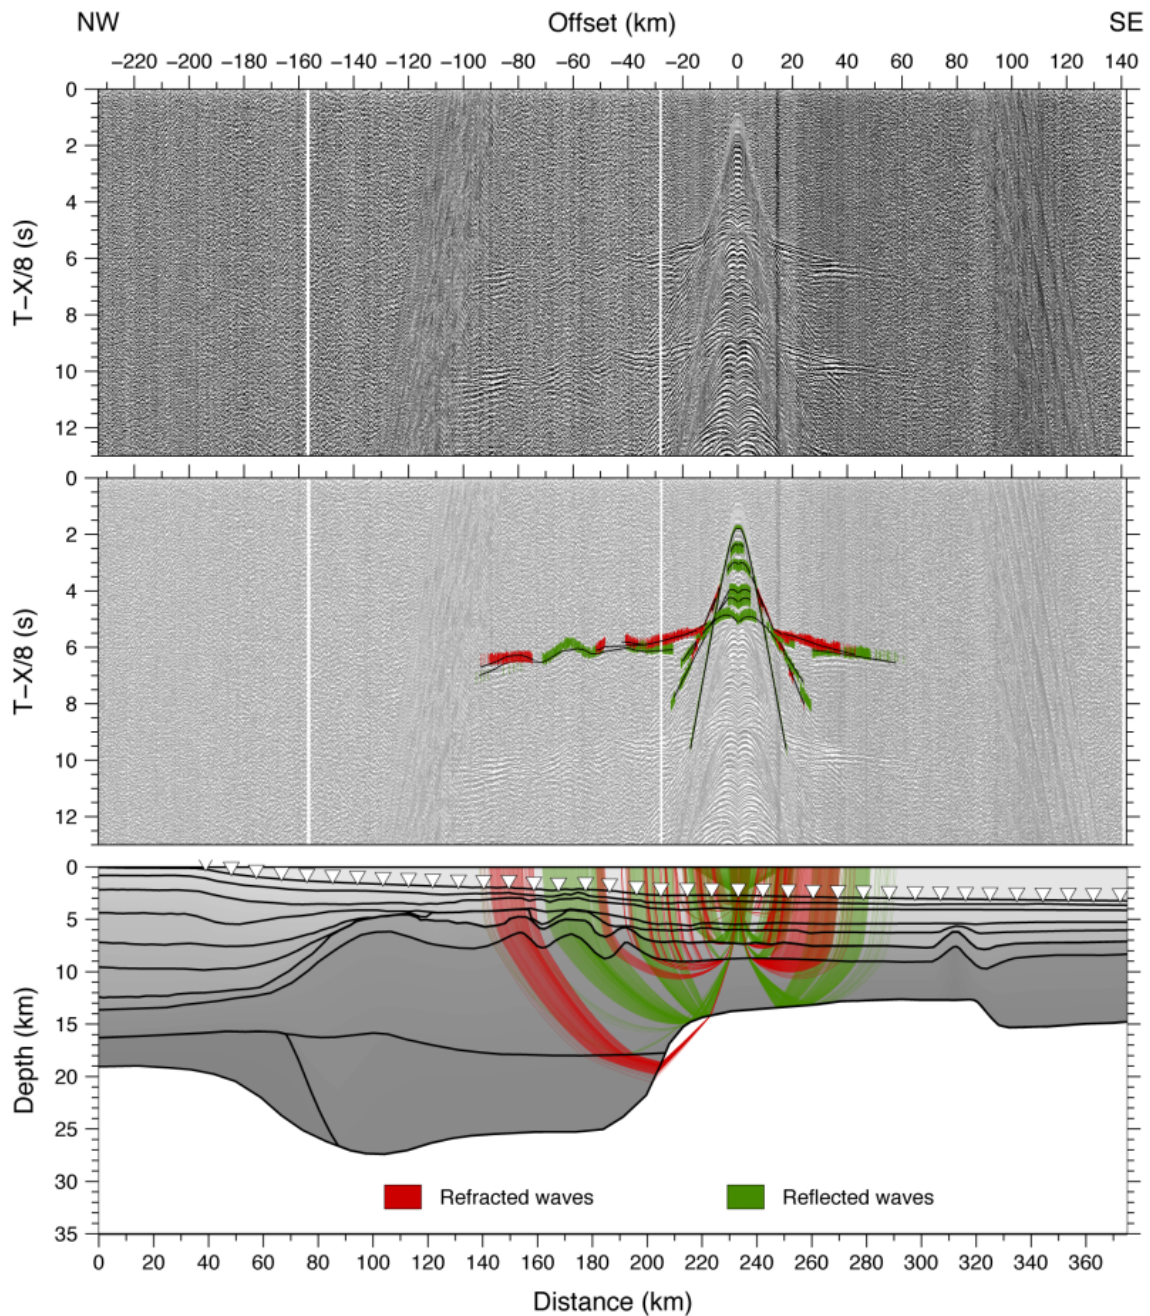 NW Offset (km) SE
−220 −200 −180 −160 −140 −120 −100 −80 −60 −40 −20 0 20 40 60 80 100 120 140
0
2
4
6
8
10
12
T−X/8 (s)
0
2
4
6
8
10
12
T−X/8 (s)
0
5
10
15
20
25
30
35
Depth (km)
Refracted waves Reflected waves
0 20 40 60 80 100 120 140 160 180 200 220 240 260 280 300 320 340 360
Distance (km)